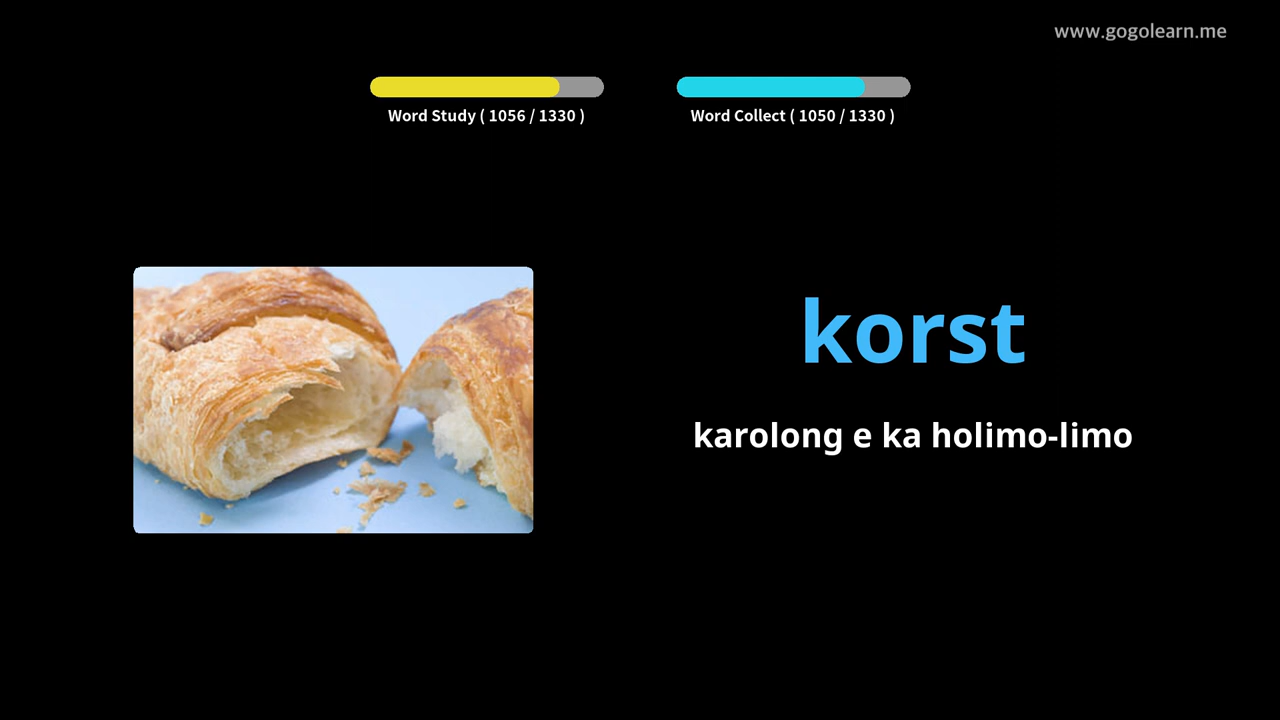 www.gogolearn.me
Word Study ( 1056 / 1330 )
Word Collect ( 1050 / 1330 )
korst
karolong e ka holimo-limo